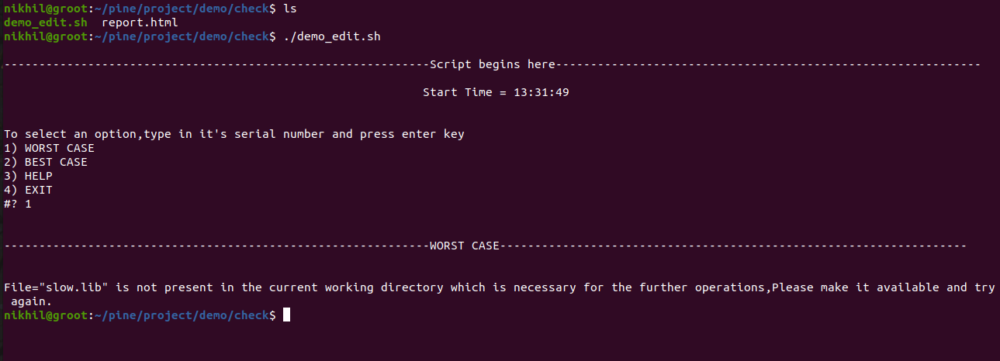 nikhil@groot:~/pine/project/demo/check$ ls
demo_edit.sh  report.html
nikhil@groot:~/pine/project/demo/check$ ./demo_edit.sh
-------------------------------------------------------------Script begins here-------------------------------------------------------------
Start Time = 13:31:49
To select an option,type in it's serial number and press enter key
1) WORST CASE
2) BEST CASE
3) HELP
4) EXIT
#? 1
-------------------------------------------------------------WORST CASE-------------------------------------------------------------------
File="slow.lib" is not present in the current working directory which is necessary for the further operations,Please make it available and try
 again.
nikhil@groot:~/pine/project/demo/check$